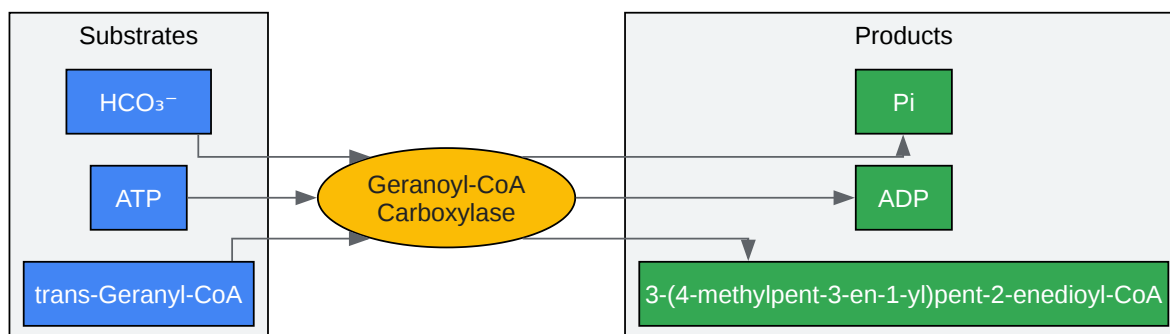 Substrates
HCO₃⁻
ATP
trans-Geranyl-CoA
Geranoyl-CoA
Carboxylase
Products
Pi
ADP
3-(4-methylpent-3-en-1-yl)pent-2-enedioyl-CoA